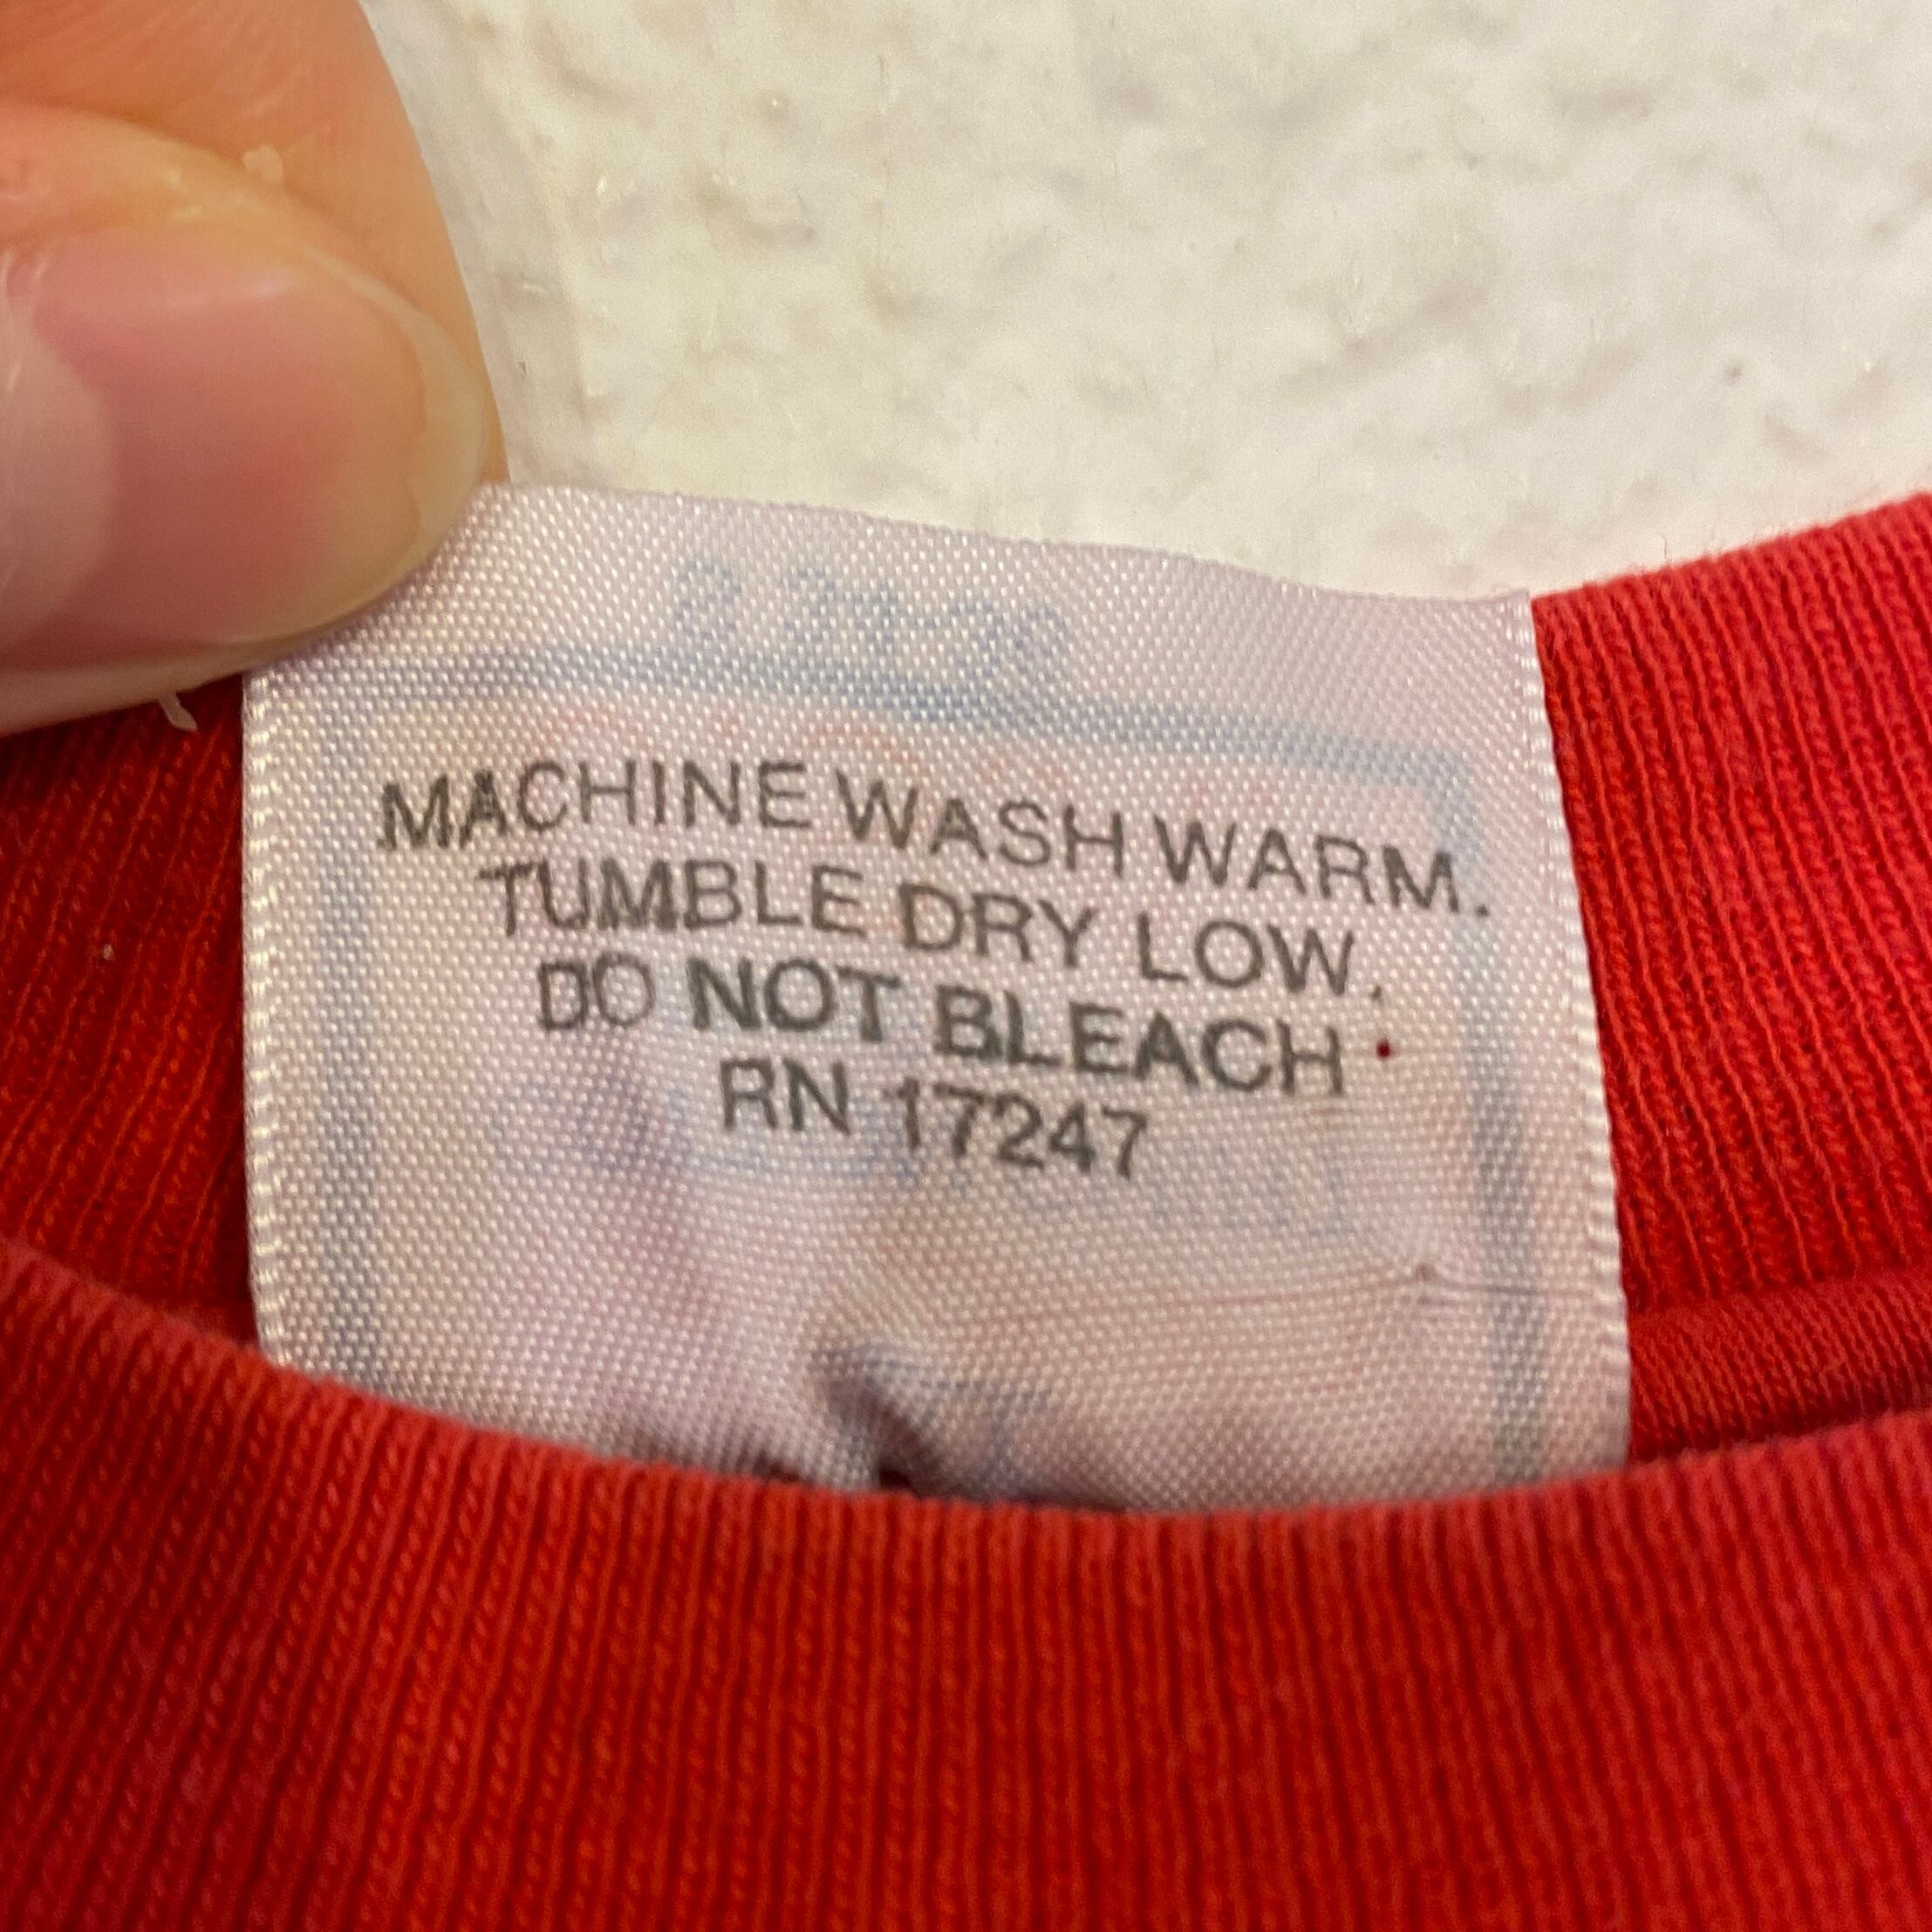 MACHINE WASH WARM.
TUMBLE DRY LOW.
DO NOT BLEACH
RN 17247